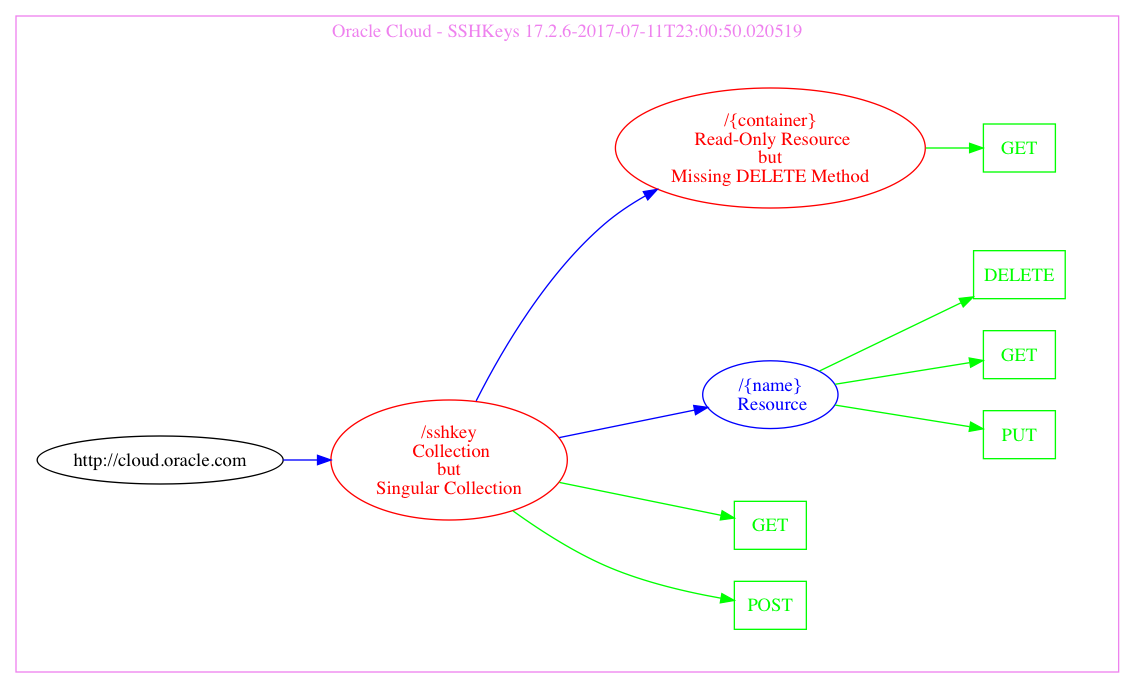 Oracle Cloud - SSHKeys 17.2.6-2017-07-11T23:00:50.020519
/{container}
Read-Only Resource
but
Missing DELETE Method
GET
DELETE
GET
PUT
/{name}
Resource
http://cloud.oracle.com
/sshkey
Collection
but
Singular Collection
GET
POST